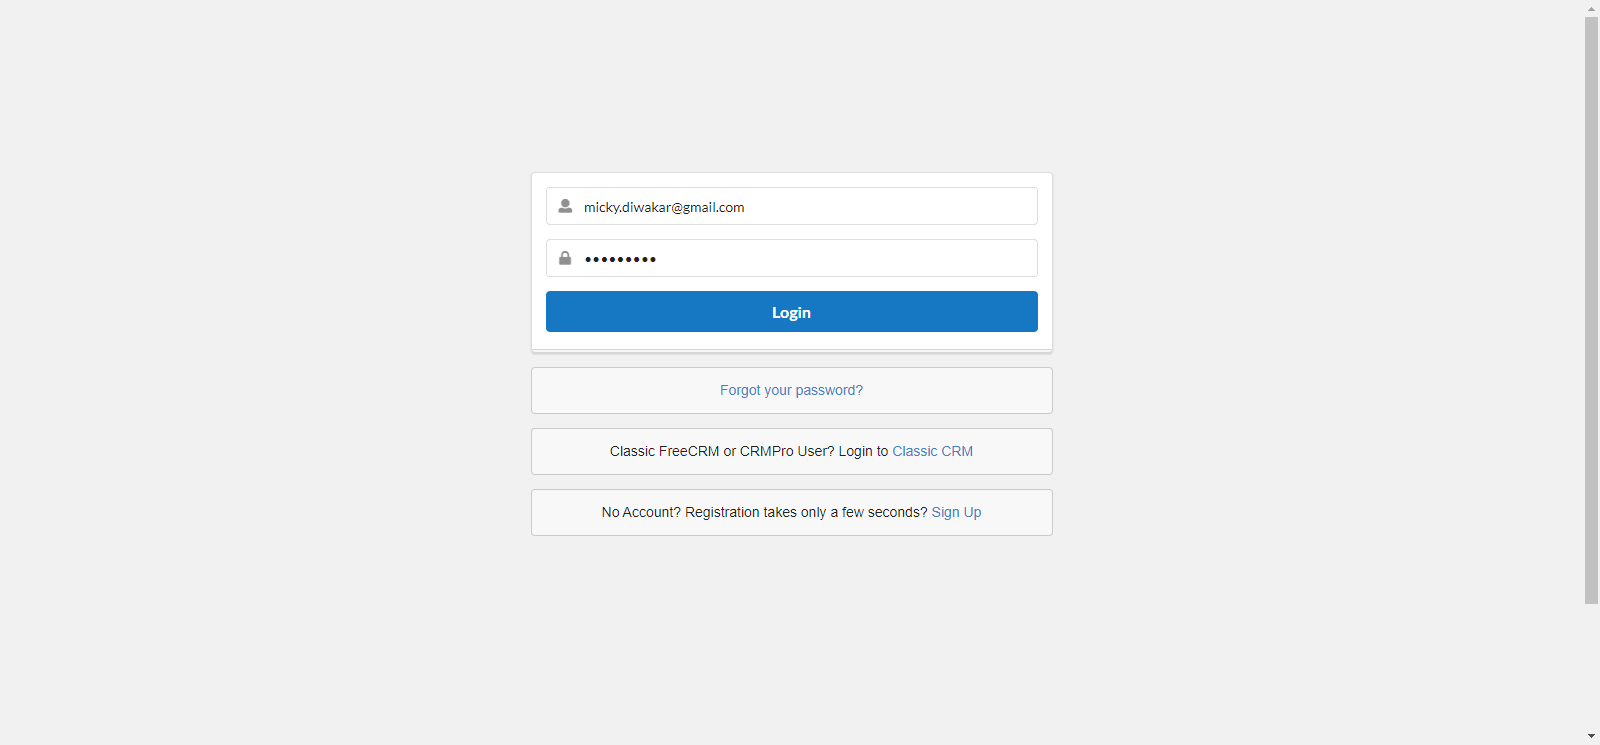 micky.diwakar@gmail.com
•••••••••
Login
Forgot your password?
Classic FreeCRM or CRMPro User? Login to Classic CRM
No Account? Registration takes only a few seconds? Sign Up